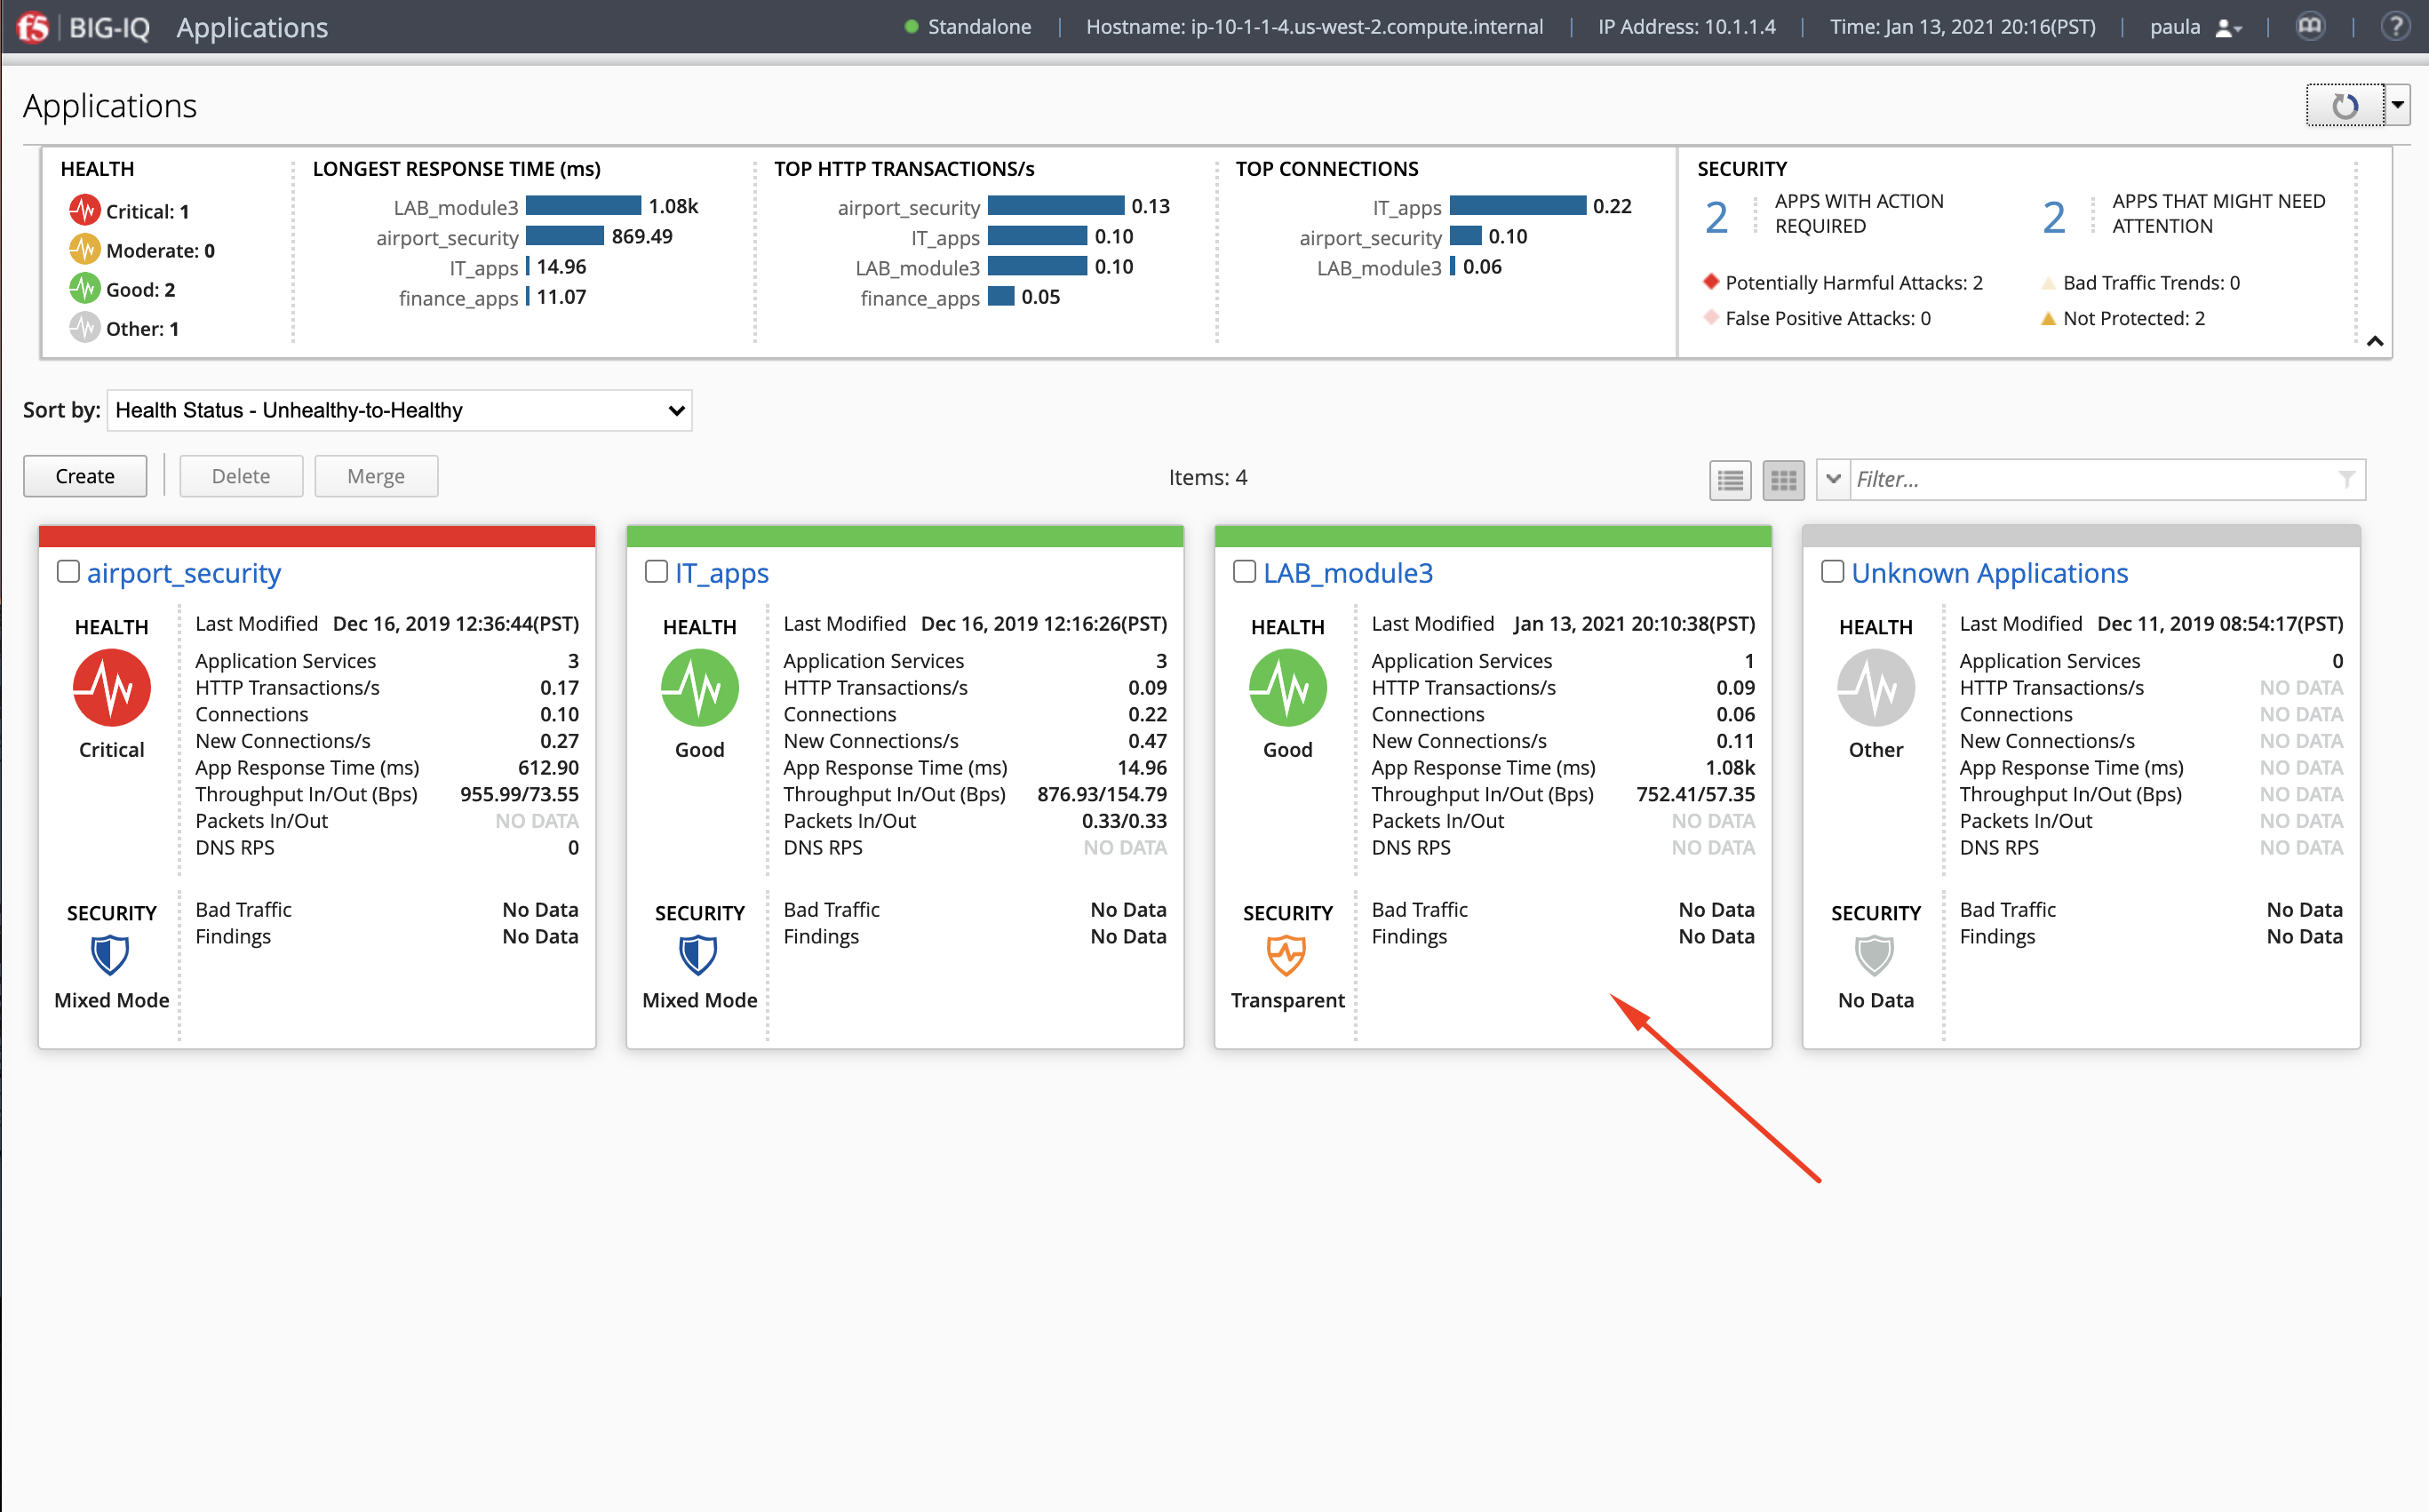 f5 BIG-IQ Applications
Standalone Hostname: ip-10-1-1-4.us-west-2.compute.internal IP Address: 10.1.1.4 Time: Jan 13, 2021 20:16(PST) paula ?
Applications
HEALTH
Critical: 1
Moderate: 0
Good: 2
Other: 1
LONGEST RESPONSE TIME (ms)
LAB_module3 1.08k
airport_security 869.49
IT_apps 14.96
finance_apps 11.07
TOP HTTP TRANSACTIONS/s
airport_security 0.13
IT_apps 0.10
LAB_module3 0.10
finance_apps 0.05
TOP CONNECTIONS
IT_apps 0.22
airport_security 0.10
LAB_module3 0.06
SECURITY
2 APPS WITH ACTION
REQUIRED
Potentially Harmful Attacks: 2
False Positive Attacks: 0
2 APPS THAT MIGHT NEED
ATTENTION
Bad Traffic Trends: 0
Not Protected: 2
Sort by: Health Status - Unhealthy-to-Healthy
Create Delete Merge Items: 4 Filter...
airport_security
HEALTH
Critical
Last Modified Dec 16, 2019 12:36:44(PST)
Application Services 3
HTTP Transactions/s 0.17
Connections 0.10
New Connections/s 0.27
App Response Time (ms) 612.90
Throughput In/Out (Bps) 955.99/73.55
Packets In/Out NO DATA
DNS RPS 0
SECURITY
Mixed Mode
Bad Traffic No Data
Findings No Data
IT_apps
HEALTH
Good
Last Modified Dec 16, 2019 12:16:26(PST)
Application Services 3
HTTP Transactions/s 0.09
Connections 0.22
New Connections/s 0.47
App Response Time (ms) 14.96
Throughput In/Out (Bps) 876.93/154.79
Packets In/Out 0.33/0.33
DNS RPS NO DATA
SECURITY
Mixed Mode
Bad Traffic No Data
Findings No Data
LAB_module3
HEALTH
Good
Last Modified Jan 13, 2021 20:10:38(PST)
Application Services 1
HTTP Transactions/s 0.09
Connections 0.06
New Connections/s 0.11
App Response Time (ms) 1.08k
Throughput In/Out (Bps) 752.41/57.35
Packets In/Out NO DATA
DNS RPS NO DATA
SECURITY
Transparent
Bad Traffic No Data
Findings No Data
Unknown Applications
HEALTH
Other
Last Modified Dec 11, 2019 08:54:17(PST)
Application Services 0
HTTP Transactions/s NO DATA
Connections NO DATA
New Connections/s NO DATA
App Response Time (ms) NO DATA
Throughput In/Out (Bps) NO DATA
Packets In/Out NO DATA
DNS RPS NO DATA
SECURITY
No Data
Bad Traffic No Data
Findings No Data